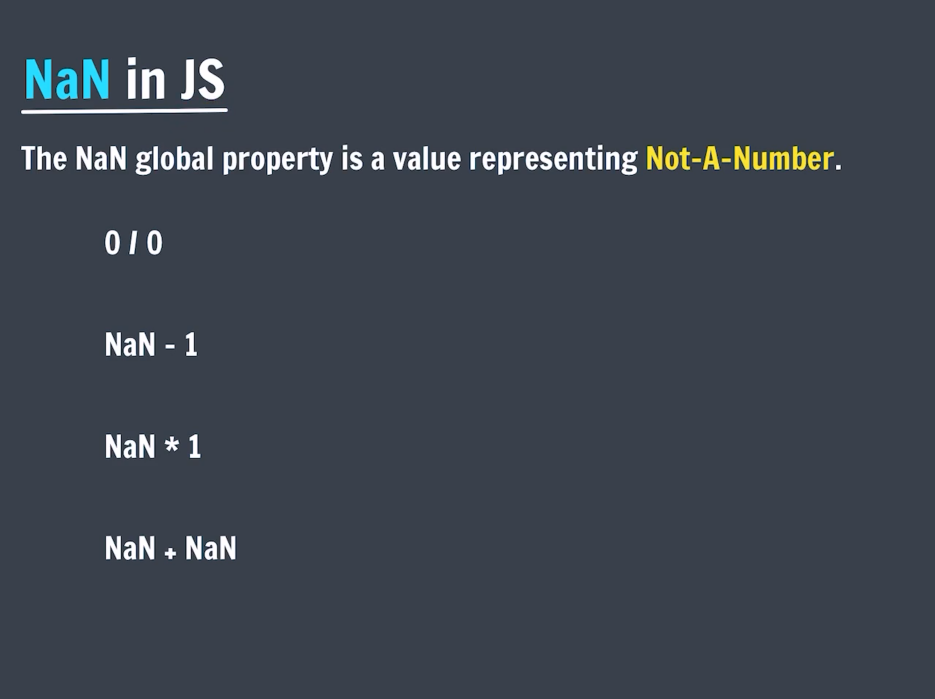 NaN in JS
The NaN global property is a value representing Not-A-Number.
0 / 0
NaN - 1
NaN * 1
NaN + NaN